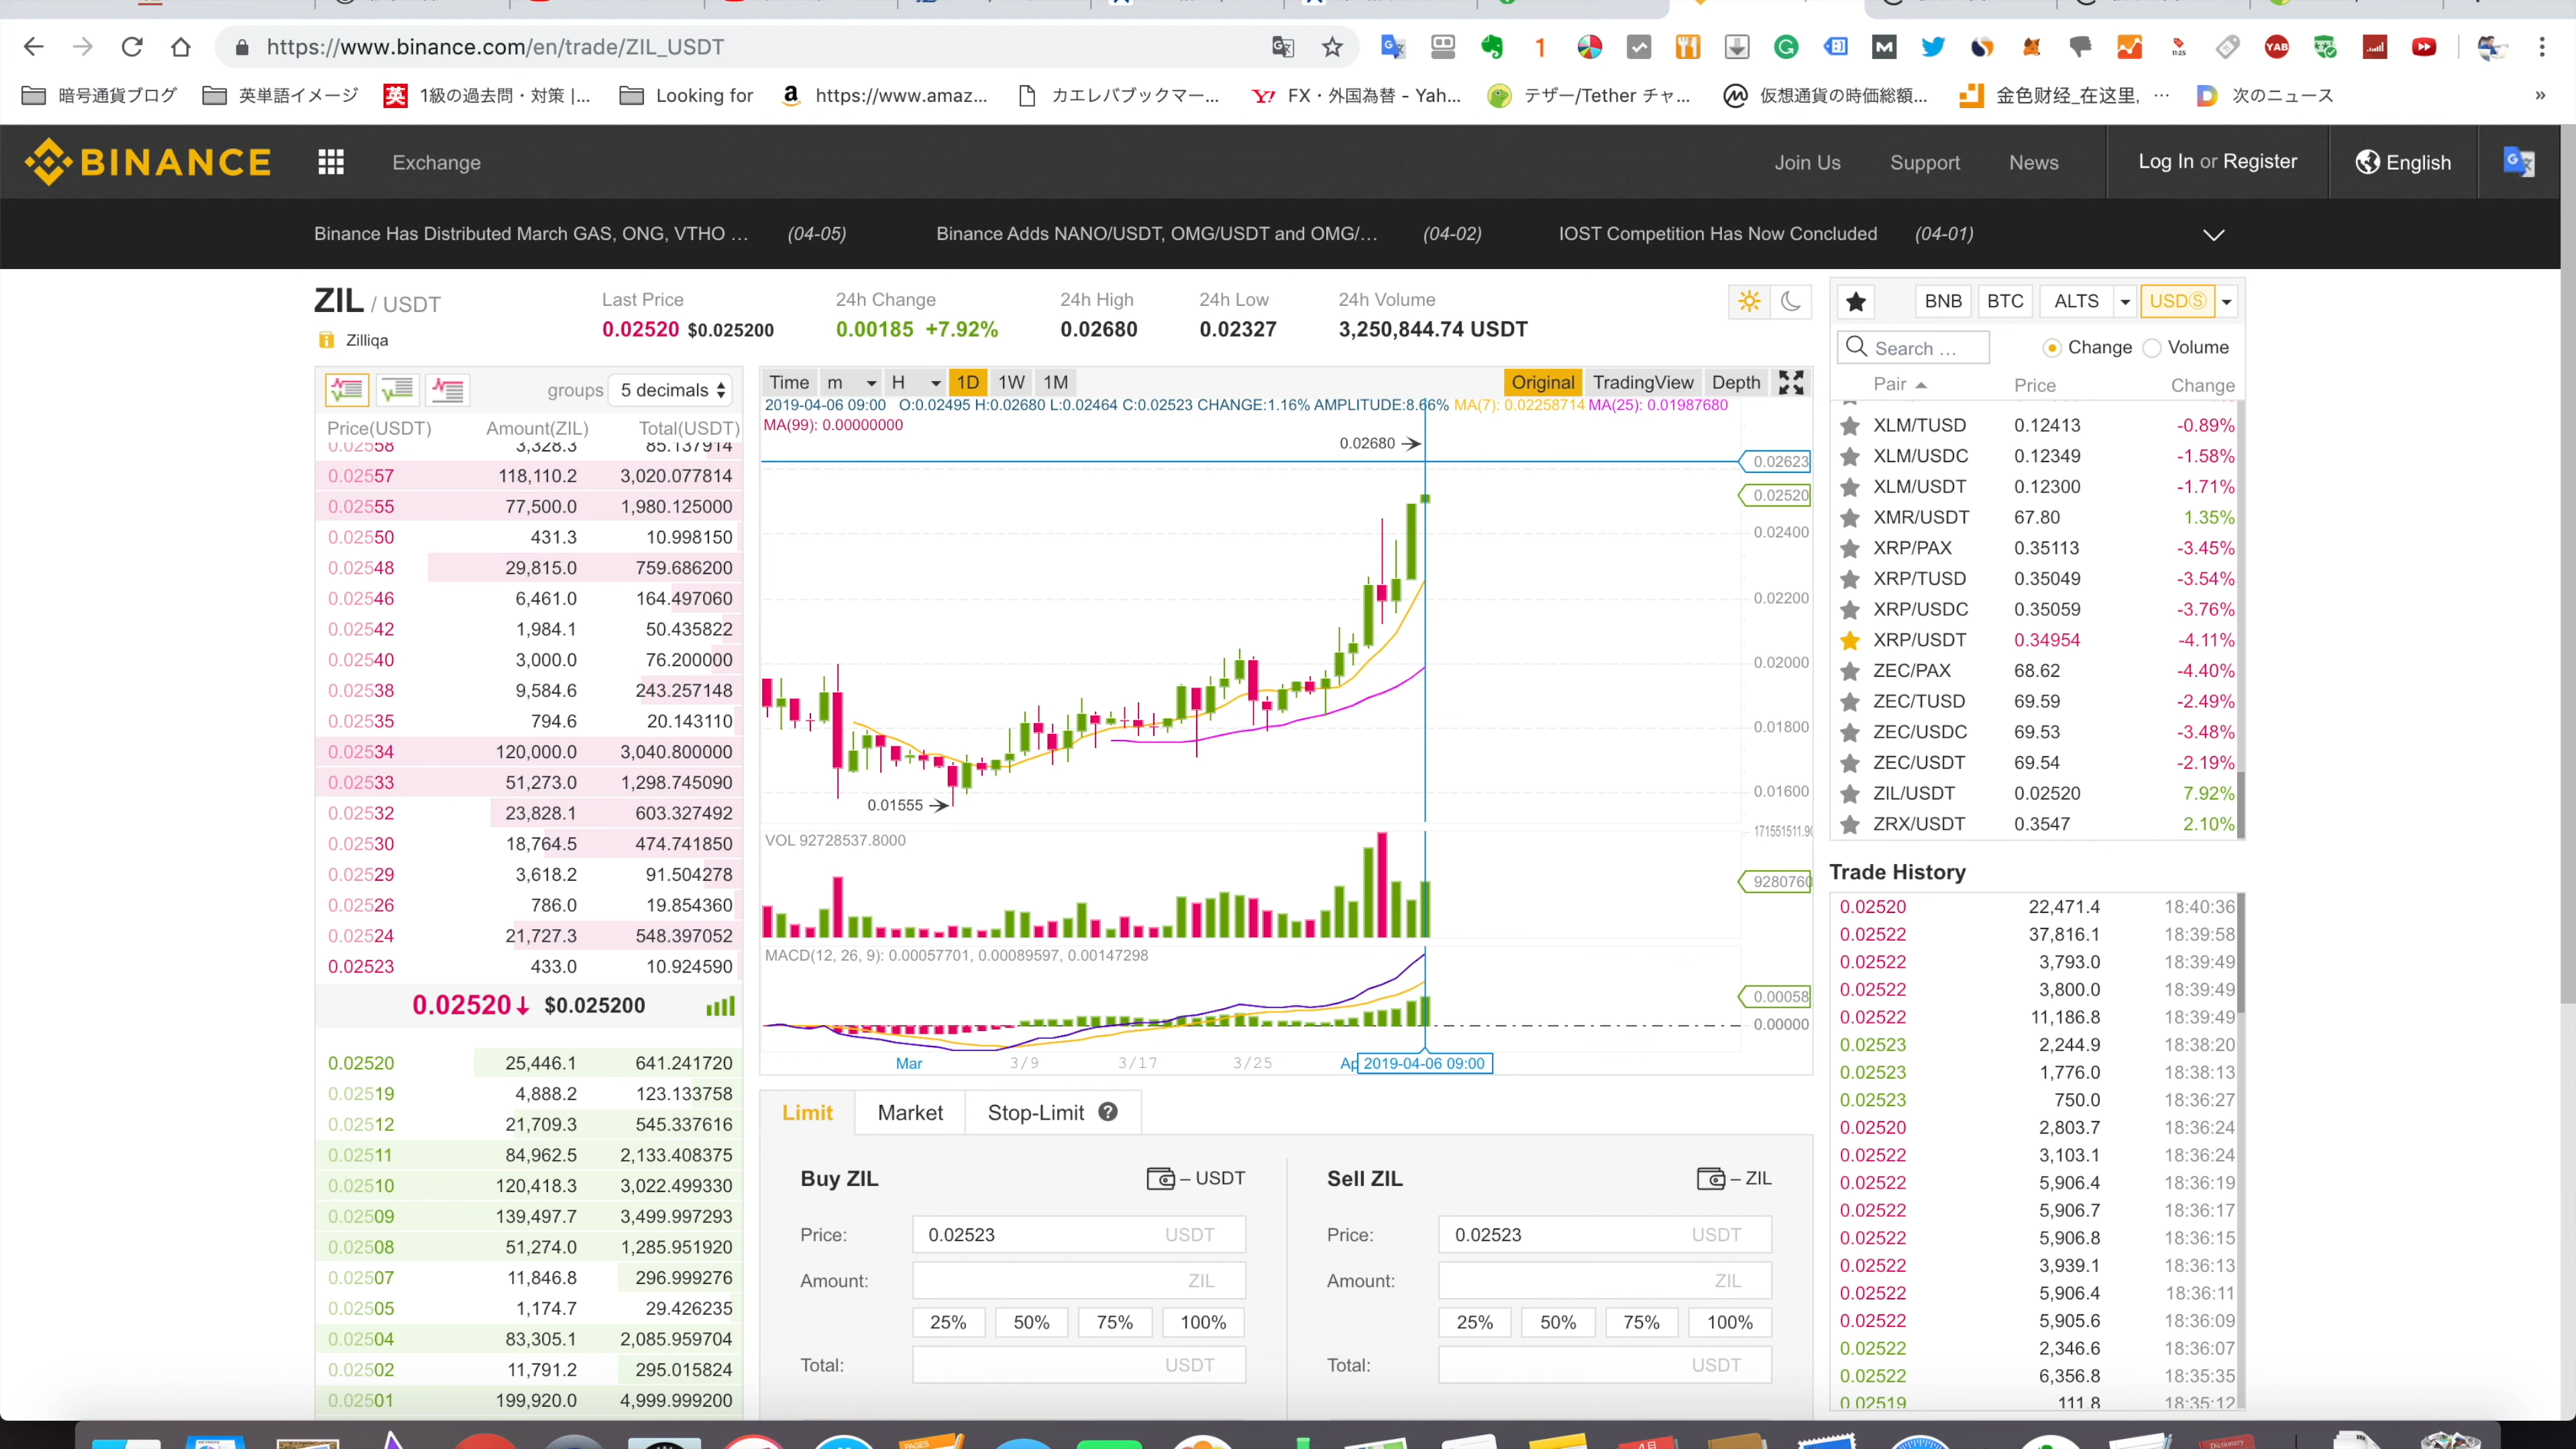 https://www.binance.com/en/trade/ZIL_USDT
暗号通貨ブログ 英単語イメージ 英 1級の過去問・対策 |... Looking for https://www.amaz... カエレバブックマー... FX・外国為替 - Yah... テザー/Tether チャ... 仮想通貨の時価総額... 金色财经_在这里, ... 次のニュース »
BINANCE Exchange Join Us Support News Log In or Register English
Binance Has Distributed March GAS, ONG, VTHO ... (04-05) Binance Adds NANO/USDT, OMG/USDT and OMG/... (04-02) IOST Competition Has Now Concluded (04-01)
ZIL / USDT
Zilliqa
Last Price 24h Change 24h High 24h Low 24h Volume
0.02520 $0.025200 0.00185 +7.92% 0.02680 0.02327 3,250,844.74 USDT
groups 5 decimals
Price(USDT) Amount(ZIL) Total(USDT)
0.02558 3,328.3 85.137914
0.02557 118,110.2 3,020.077814
0.02555 77,500.0 1,980.125000
0.02550 431.3 10.998150
0.02548 29,815.0 759.686200
0.02546 6,461.0 164.497060
0.02542 1,984.1 50.435822
0.02540 3,000.0 76.200000
0.02538 9,584.6 243.257148
0.02535 794.6 20.143110
0.02534 120,000.0 3,040.800000
0.02533 51,273.0 1,298.745090
0.02532 23,828.1 603.327492
0.02530 18,764.5 474.741850
0.02529 3,618.2 91.504278
0.02526 786.0 19.854360
0.02524 21,727.3 548.397052
0.02523 433.0 10.924590
0.02520↓ $0.025200
0.02520 25,446.1 641.241720
0.02519 4,888.2 123.133758
0.02512 21,709.3 545.337616
0.02511 84,962.5 2,133.408375
0.02510 120,418.3 3,022.499330
0.02509 139,497.7 3,499.997293
0.02508 51,274.0 1,285.951920
0.02507 11,846.8 296.999276
0.02505 1,174.7 29.426235
0.02504 83,305.1 2,085.959704
0.02502 11,791.2 295.015824
0.02501 199,920.0 4,999.999200
Time m H 1D 1W 1M Original TradingView Depth
2019-04-06 09:00 O:0.02495 H:0.02680 L:0.02464 C:0.02523 CHANGE:1.16% AMPLITUDE:8.66% MA(7): 0.02258714 MA(25): 0.01987680
MA(99): 0.00000000
0.02680
0.02623
0.02520
0.02400
0.02200
0.02000
0.01800
0.01600
0.01555
VOL 92728537.8000
171551511.90
9280760
MACD(12, 26, 9): 0.00057701, 0.00089597, 0.00147298
0.00058
0.00000
Mar 3/9 3/17 3/25 Ap 2019-04-06 09:00
Limit Market Stop-Limit ?
Buy ZIL – USDT
Price: 0.02523 USDT
Amount: ZIL
25% 50% 75% 100%
Total: USDT
Sell ZIL – ZIL
Price: 0.02523 USDT
Amount: ZIL
25% 50% 75% 100%
Total: USDT
BNB BTC ALTS USDⓈ
Search ... Change Volume
Pair Price Change
XLM/TUSD 0.12413 -0.89%
XLM/USDC 0.12349 -1.58%
XLM/USDT 0.12300 -1.71%
XMR/USDT 67.80 1.35%
XRP/PAX 0.35113 -3.45%
XRP/TUSD 0.35049 -3.54%
XRP/USDC 0.35059 -3.76%
XRP/USDT 0.34954 -4.11%
ZEC/PAX 68.62 -4.40%
ZEC/TUSD 69.59 -2.49%
ZEC/USDC 69.53 -3.48%
ZEC/USDT 69.54 -2.19%
ZIL/USDT 0.02520 7.92%
ZRX/USDT 0.3547 2.10%
Trade History
0.02520 22,471.4 18:40:36
0.02522 37,816.1 18:39:58
0.02522 3,793.0 18:39:49
0.02522 3,800.0 18:39:49
0.02522 11,186.8 18:39:49
0.02523 2,244.9 18:38:20
0.02523 1,776.0 18:38:13
0.02523 750.0 18:36:27
0.02520 2,803.7 18:36:24
0.02522 3,103.1 18:36:24
0.02522 5,906.4 18:36:19
0.02522 5,906.7 18:36:17
0.02522 5,906.8 18:36:15
0.02522 3,939.1 18:36:13
0.02522 5,906.4 18:36:11
0.02522 5,905.6 18:36:09
0.02522 2,346.6 18:36:07
0.02522 6,356.8 18:35:35
0.02519 111.8 18:35:12
PAGES 4月 Dictionary